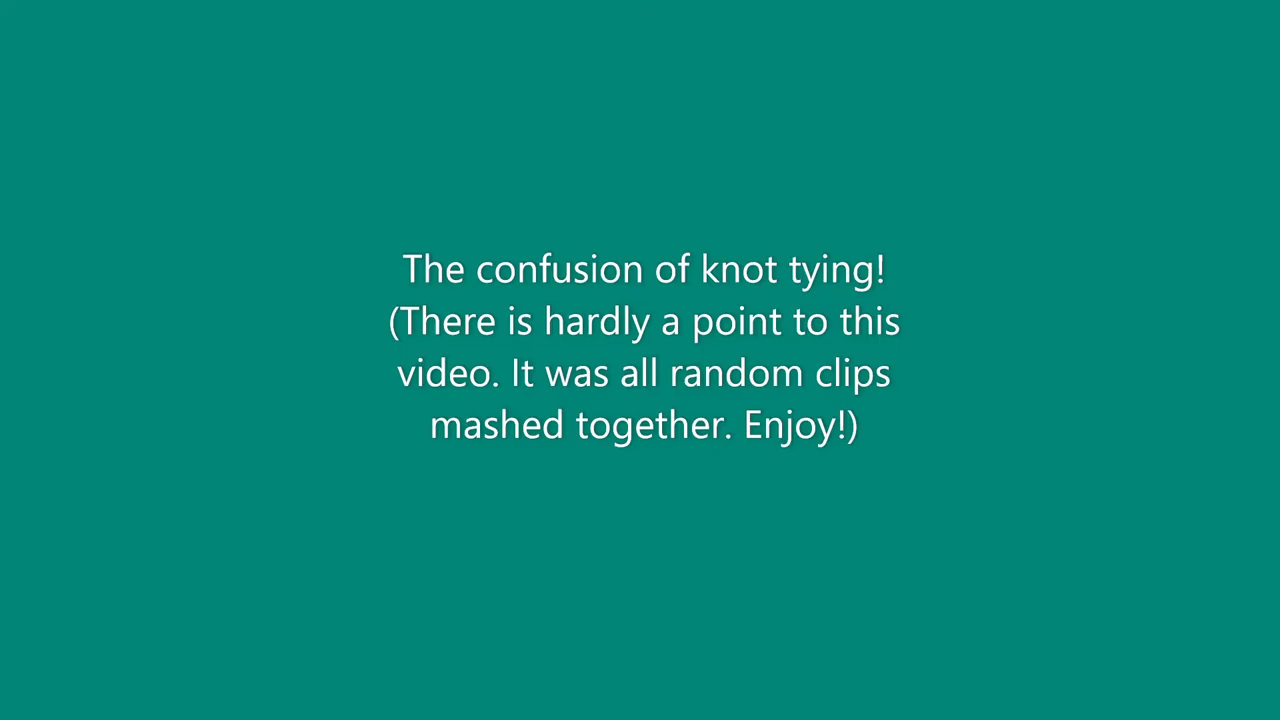 The confusion of knot tying!
(There is hardly a point to this
video. It was all random clips
mashed together. Enjoy!)